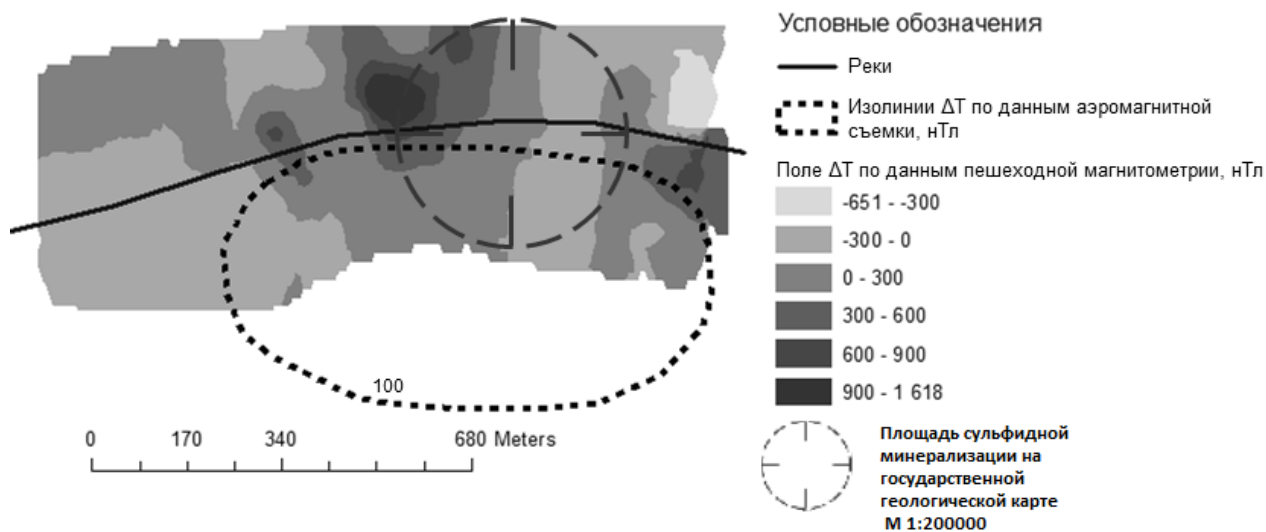 Условные обозначения
Реки
Изолинии ΔT по данным аэромагнитной
съемки, нТл
Поле ΔT по данным пешеходной магнитометрии, нТл
-651 - -300
-300 - 0
0 - 300
300 - 600
600 - 900
900 - 1 618
Площадь сульфидной
минерализации на
государственной
геологической карте
М 1:200000
100
0 170 340 680 Meters